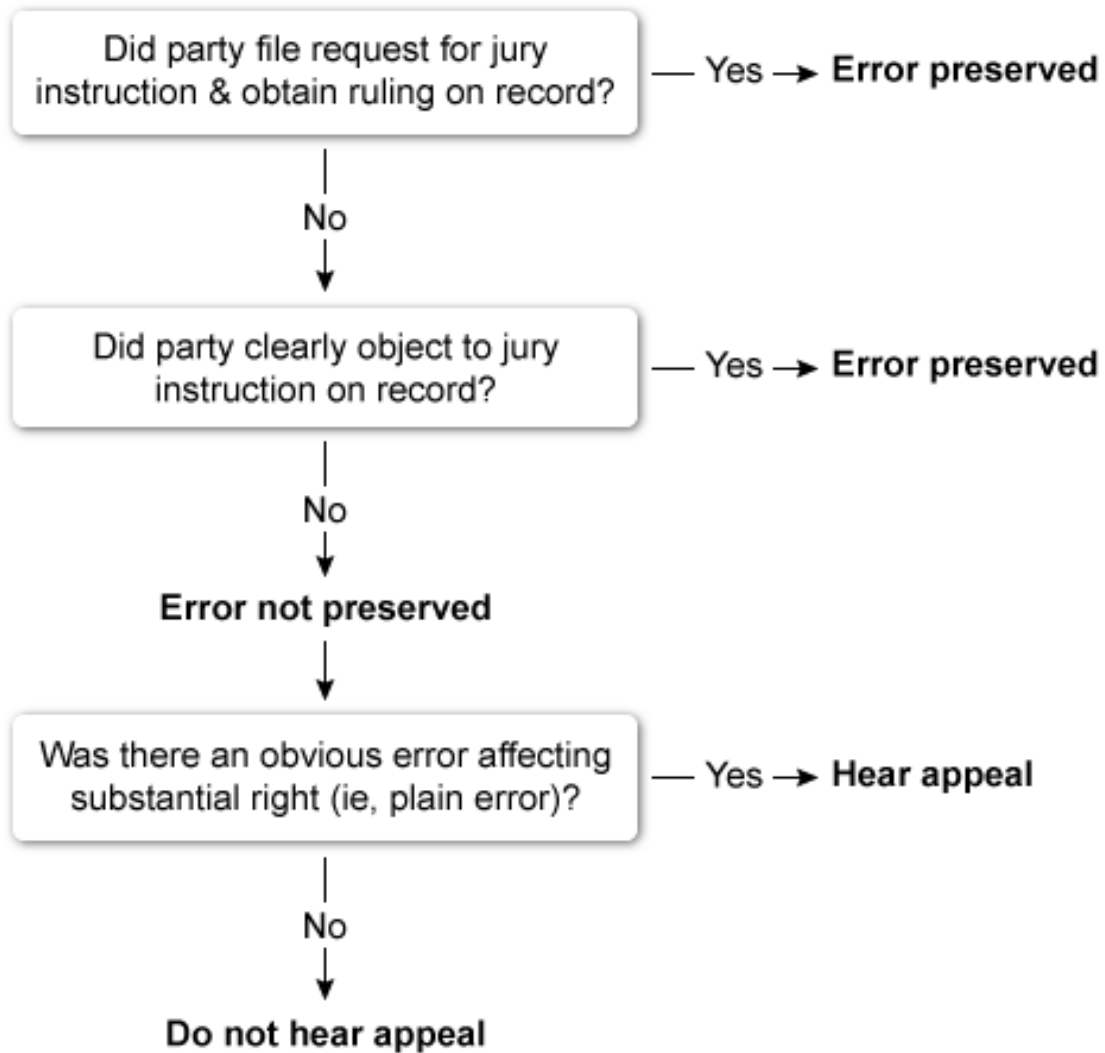 Did party file request for jury
instruction & obtain ruling on record?
Yes
Error preserved
No
Did party clearly object to jury
instruction on record?
Yes
Error preserved
No
Error not preserved
Was there an obvious error affecting
substantial right (ie, plain error)?
Yes
Hear appeal
No
Do not hear appeal